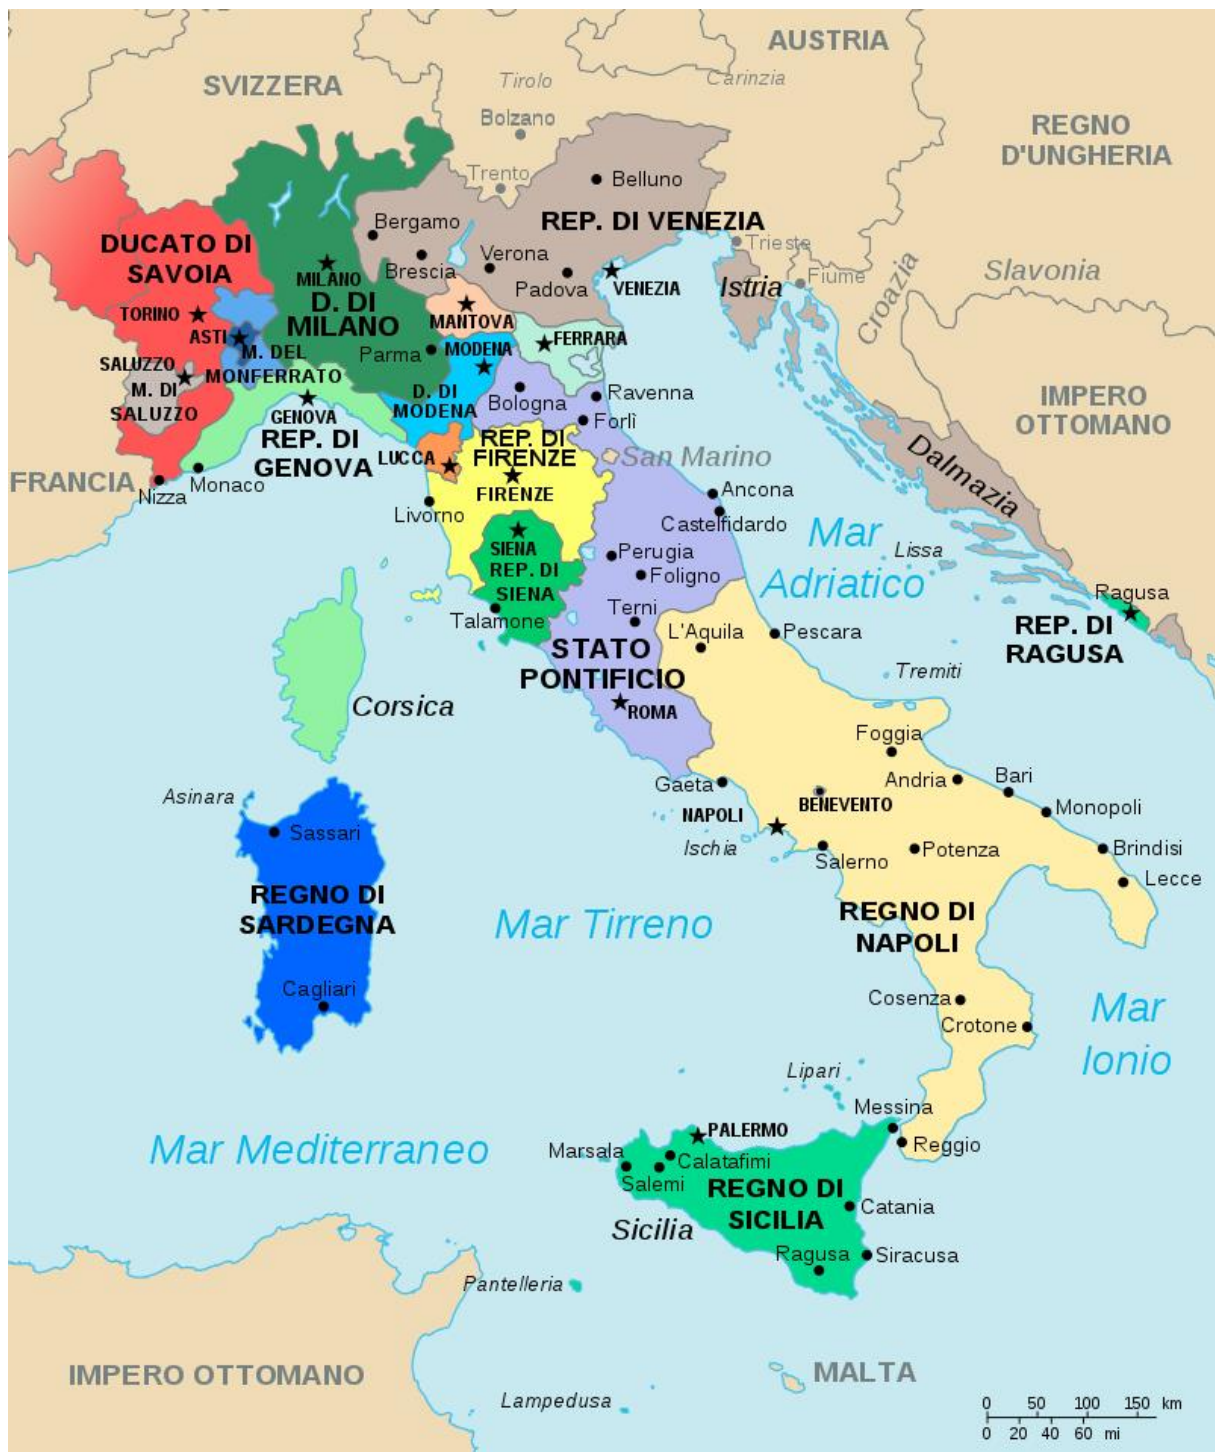 AUSTRIA
SVIZZERA
Tirolo
Carinzia
Bolzano
REGNO
D'UNGHERIA
Trento
Belluno
Bergamo
REP. DI VENEZIA
DUCATO DI
SAVOIA
Verona
Trieste
Brescia
MILANO
Padova
VENEZIA
Istria
Fiume
Croazia
Slavonia
D. DI
MILANO
TORINO
MANTOVA
ASTI
FERRARA
Parma
MODENA
SALUZZO
M. DEL
MONFERRATO
M. DI
SALUZZO
D. DI
MODENA
Bologna
Ravenna
IMPERO
OTTOMANO
GENOVA
Forlì
REP. DI
GENOVA
REP. DI
FIRENZE
LUCCA
San Marino
Dalmazia
FRANCIA
Nizza
Monaco
FIRENZE
Ancona
Livorno
Castelfidardo
Mar
Adriatico
SIENA
REP. DI
SIENA
Perugia
Foligno
Lissa
Ragusa
Talamone
Terni
L'Aquila
Pescara
REP. DI
RAGUSA
STATO
PONTIFICIO
Tremiti
Corsica
ROMA
Foggia
Gaeta
Andria
Bari
Asinara
NAPOLI
BENEVENTO
Monopoli
Sassari
Ischia
Salerno
Potenza
Brindisi
Lecce
REGNO DI
SARDEGNA
Mar Tirreno
REGNO DI
NAPOLI
Cagliari
Cosenza
Crotone
Mar
Ionio
Lipari
Messina
Mar Mediterraneo
PALERMO
Marsala
Calatafimi
Reggio
Salemi
REGNO DI
SICILIA
Catania
Sicilia
Ragusa
Siracusa
Pantelleria
IMPERO OTTOMANO
MALTA
Lampedusa
0 50 100 150 km
0 20 40 60 mi